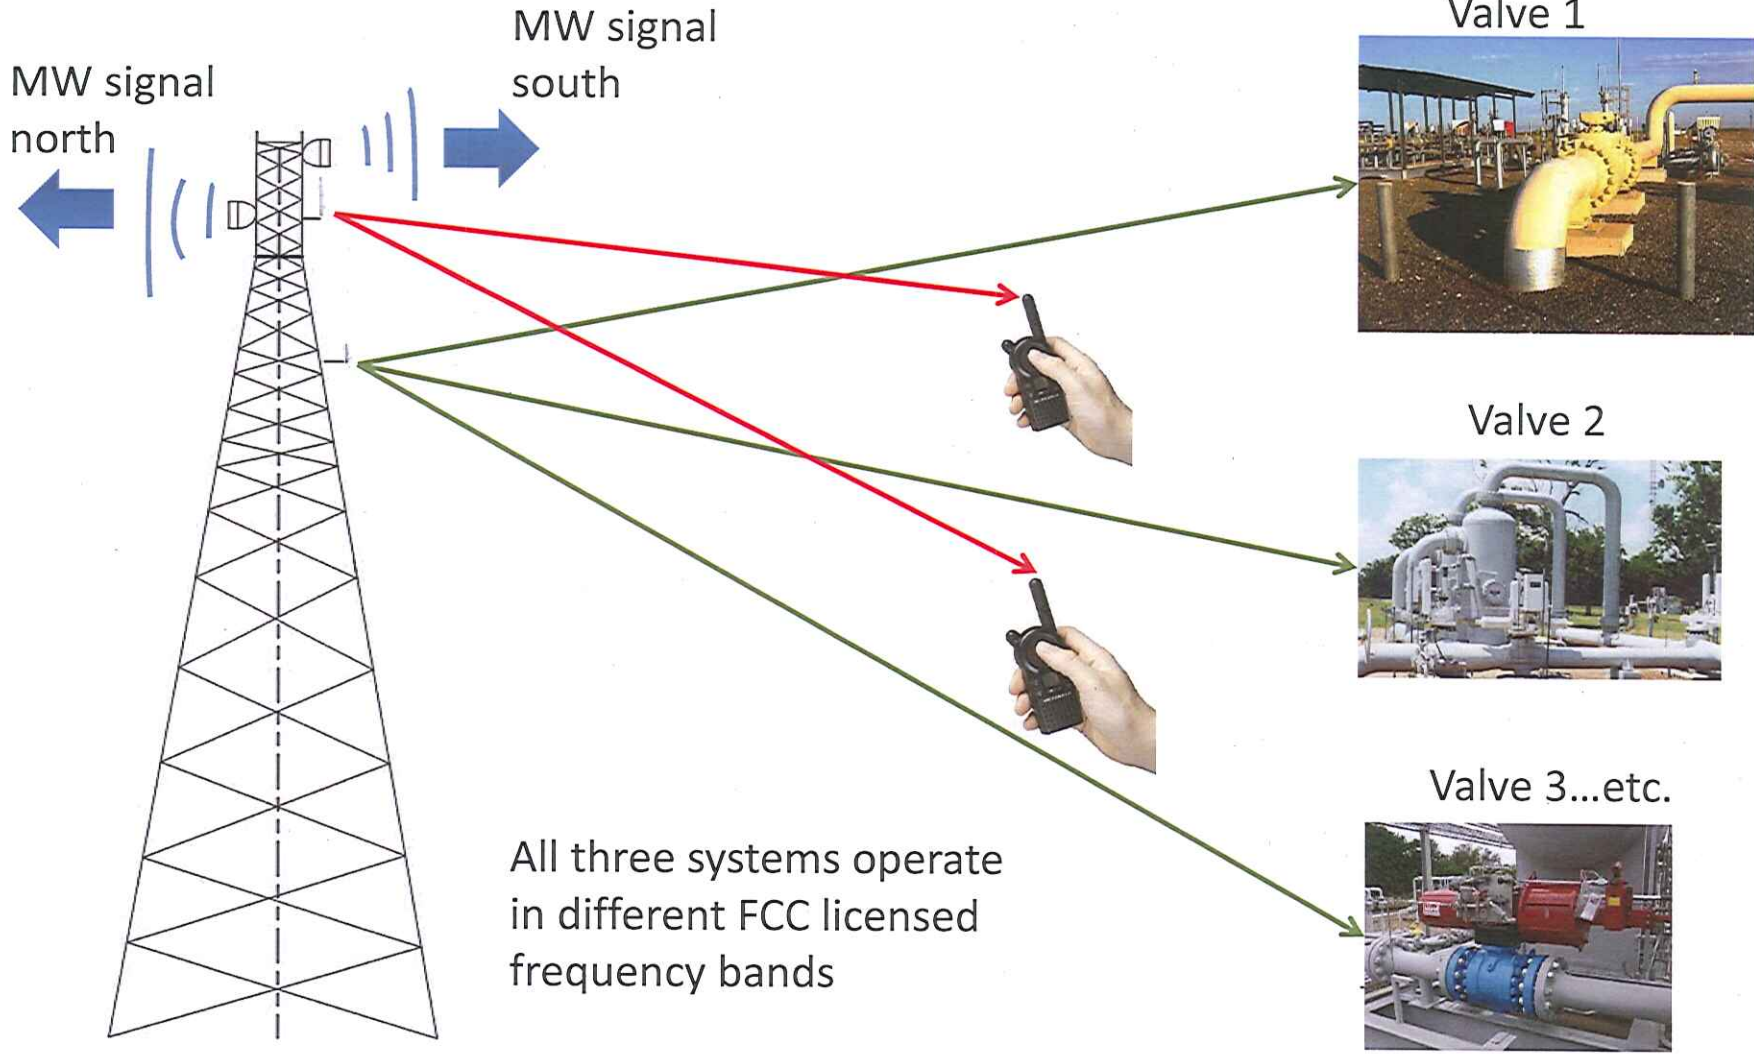 MW signal
north
MW signal
south
Valve 1
Valve 2
Valve 3...etc.
All three systems operate
in different FCC licensed
frequency bands